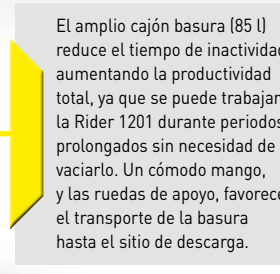 El amplio cajón basura (85 l)
reduce el tiempo de inactividad
aumentando la productividad
total, ya que se puede trabajar
la Rider 1201 durante periodos
prolongados sin necesidad de
vaciarlo. Un cómodo mango,
y las ruedas de apoyo, favorece
el transporte de la basura
hasta el sitio de descarga.